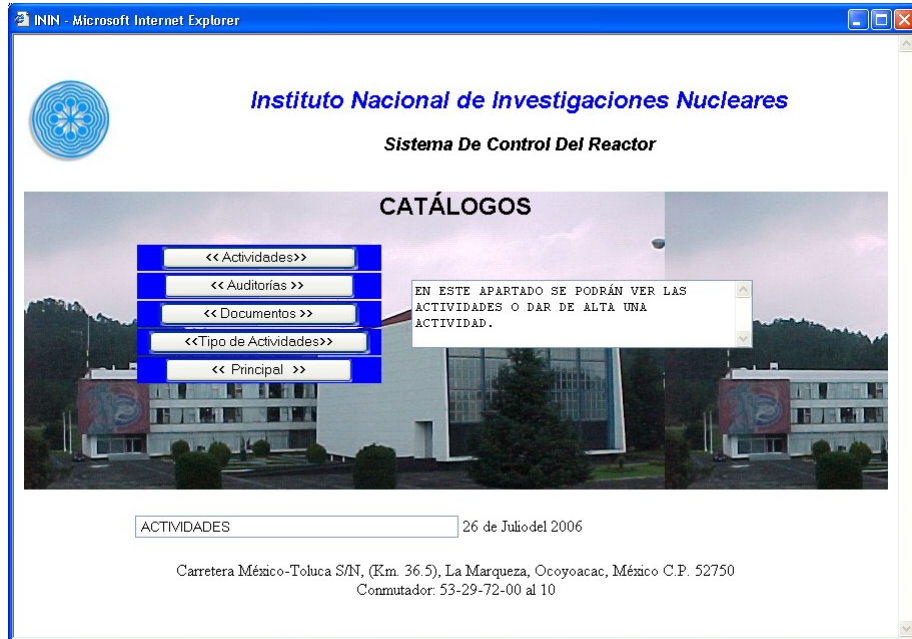 ININ - Microsoft Internet Explorer
Instituto Nacional de Investigaciones Nucleares
Sistema De Control Del Reactor
CATÁLOGOS
<< Actividades>>
<< Auditorías >>
<< Documentos >>
<<Tipo de Actividades>>
<< Principal >>
EN ESTE APARTADO SE PODRÁN VER LAS
ACTIVIDADES O DAR DE ALTA UNA
ACTIVIDAD.
ACTIVIDADES 26 de Juliodel 2006
Carretera México-Toluca S/N, (Km. 36.5), La Marqueza, Ocoyoacac, México C.P. 52750
Conmutador: 53-29-72-00 al 10